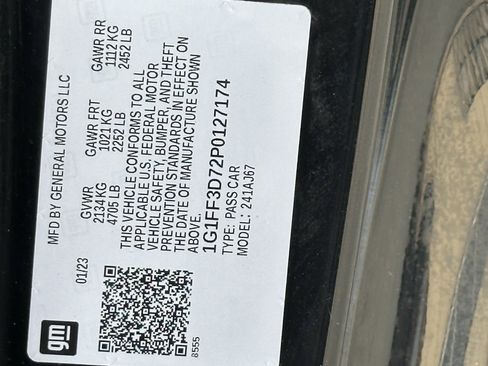 gm
MFD BY GENERAL MOTORS LLC
01/23
GVWR GAWR FRT GAWR RR
2134 KG 1021 KG 1112 KG
4705 LB 2252 LB 2452 LB
THIS VEHICLE CONFORMS TO ALL
APPLICABLE U.S. FEDERAL MOTOR
VEHICLE SAFETY, BUMPER, AND THEFT
PREVENTION STANDARDS IN EFFECT ON
THE DATE OF MANUFACTURE SHOWN
ABOVE.
1G1FF3D72P0127174
TYPE: PASS CAR
MODEL: 241AJ67
8555